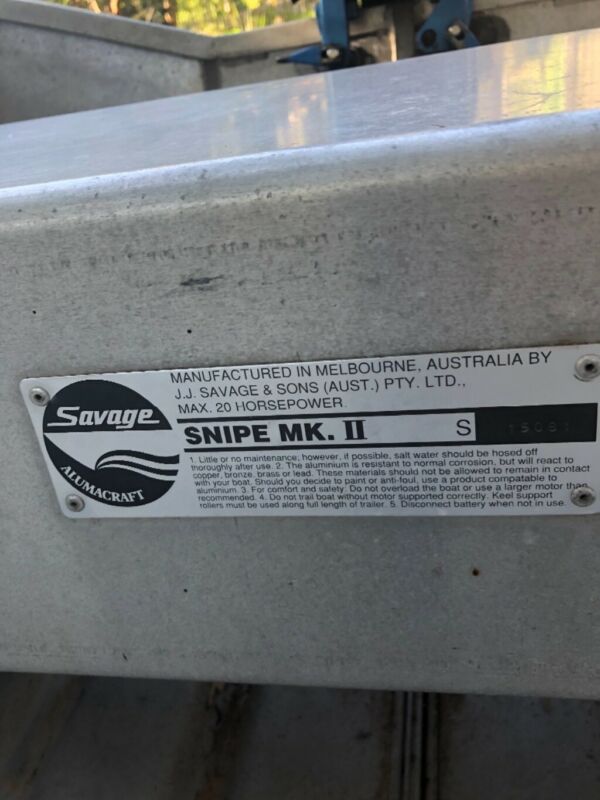 MANUFACTURED IN MELBOURNE, AUSTRALIA BY
J.J. SAVAGE & SONS (AUST.) PTY. LTD.,
MAX. 20 HORSEPOWER.
Savage
ALUMACRAFT
SNIPE MK. II S 15081
1. Little or no maintenance, however, if possible, salt water should be hosed off
thoroughly after use. 2. The aluminium is resistant to normal corrosion, but will react to
copper, bronze, brass or lead. These materials should not be allowed to remain in contact
with your boat. Should you decide to paint or anti-foul, use a product compatable to
aluminium. 3. For comfort and safety: Do not overload the boat or use a larger motor than
recommended. 4. Do not trail boat without motor supported correctly. Keel support
rollers must be used along full length of trailer. 5. Disconnect battery when not in use.